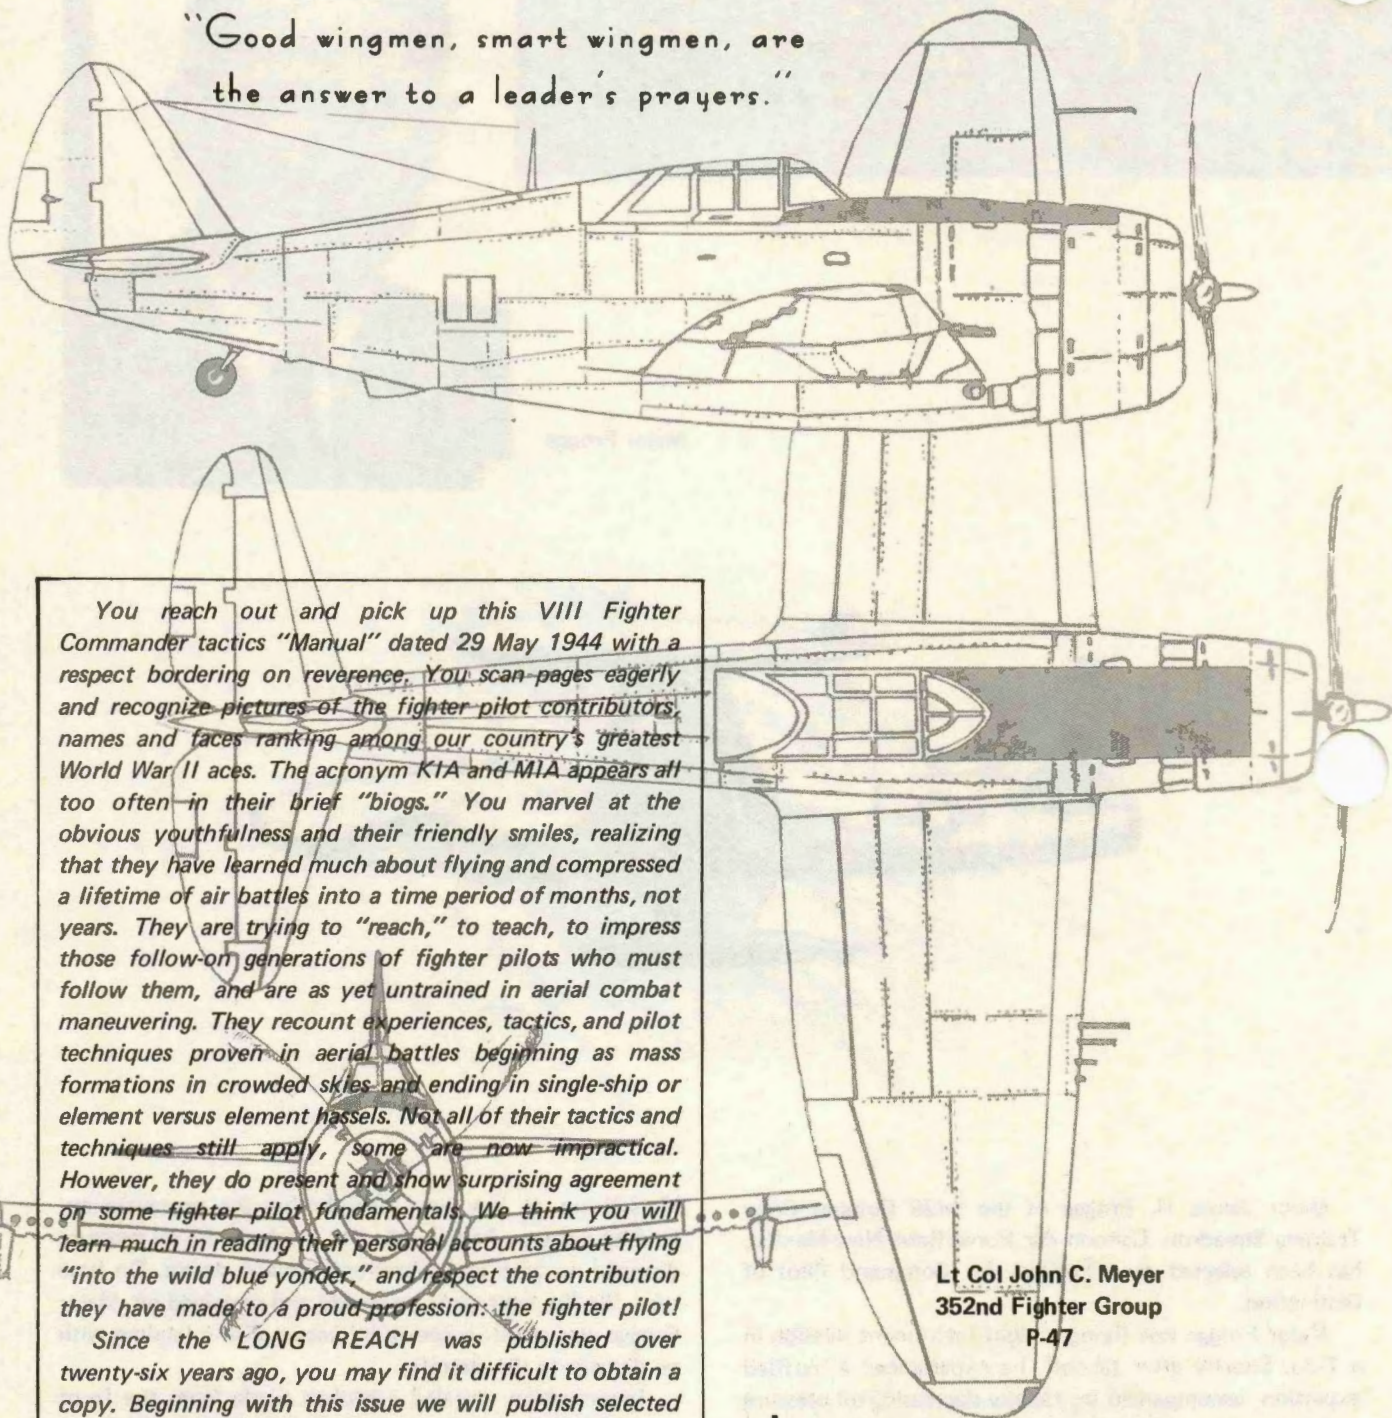 "Good wingmen, smart wingmen, are
the answer to a leader's prayers."
You reach out and pick up this VIII Fighter
Commander tactics "Manual" dated 29 May 1944 with a
respect bordering on reverence. You scan pages eagerly
and recognize pictures of the fighter pilot contributors,
names and faces ranking among our country's greatest
World War II aces. The acronym KIA and MIA appears all
too often in their brief "biogs." You marvel at the
obvious youthfulness and their friendly smiles, realizing
that they have learned much about flying and compressed
a lifetime of air battles into a time period of months, not
years. They are trying to "reach," to teach, to impress
those follow-on generations of fighter pilots who must
follow them, and are as yet untrained in aerial combat
maneuvering. They recount experiences, tactics, and pilot
techniques proven in aerial battles beginning as mass
formations in crowded skies and ending in single-ship or
element versus element hassels. Not all of their tactics and
techniques still apply, some are now impractical.
However, they do present and show surprising agreement
on some fighter pilot fundamentals. We think you will
learn much in reading their personal accounts about flying
"into the wild blue yonder," and respect the contribution
they have made to a proud profession: the fighter pilot!
Since the "LONG REACH" was published over
twenty-six years ago, you may find it difficult to obtain a
copy. Beginning with this issue we will publish selected
Lt Col John C. Meyer
352nd Fighter Group
P-47